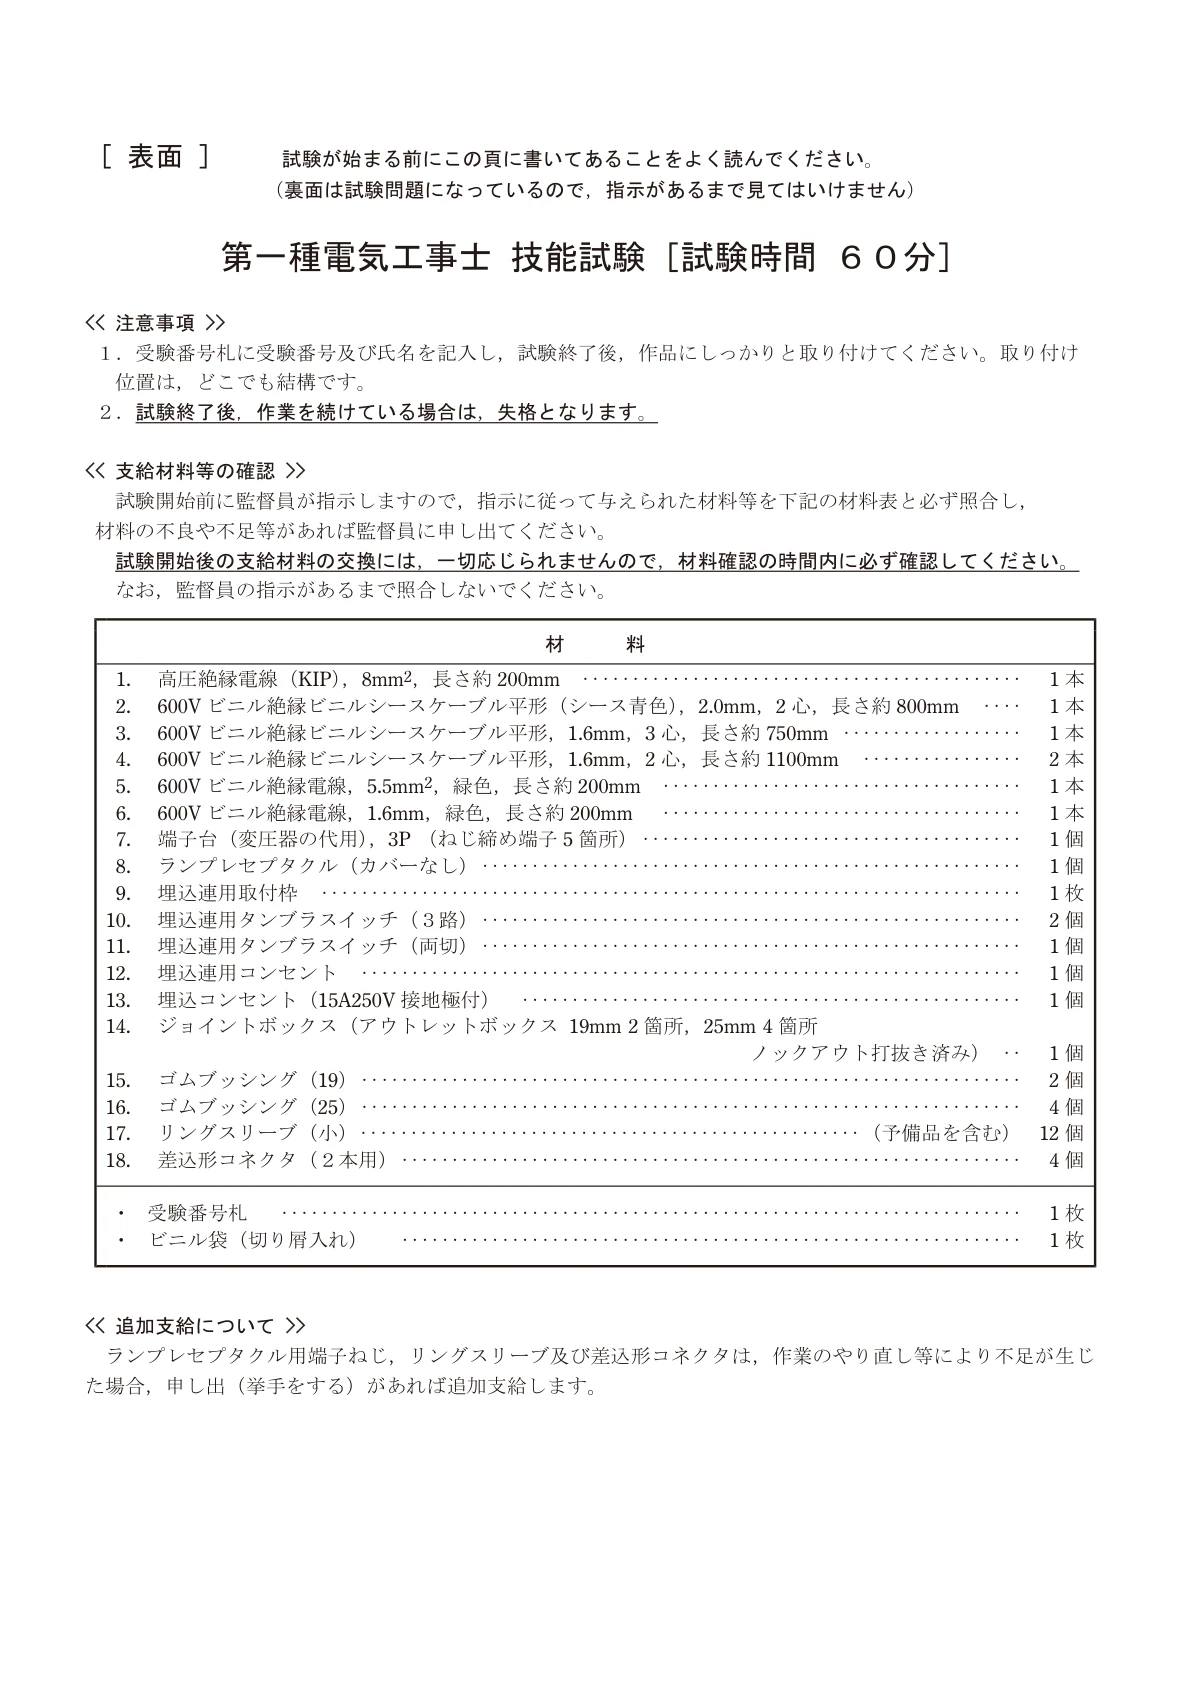 ［ 表面 ］ 試験が始まる前にこの頁に書いてあることをよく読んでください。
（裏面は試験問題になっているので，指示があるまで見てはいけません）
第一種電気工事士 技能試験［試験時間 ６０分］
≪ 注意事項 ≫
１．受験番号札に受験番号及び氏名を記入し，試験終了後，作品にしっかりと取り付けてください。取り付け
位置は，どこでも結構です。
２．試験終了後，作業を続けている場合は，失格となります。
≪ 支給材料等の確認 ≫
試験開始前に監督員が指示しますので，指示に従って与えられた材料等を下記の材料表と必ず照合し，
材料の不良や不足等があれば監督員に申し出てください。
試験開始後の支給材料の交換には，一切応じられませんので，材料確認の時間内に必ず確認してください。
なお，監督員の指示があるまで照合しないでください。
材 料
1. 高圧絶縁電線（KIP），8mm²，長さ約 200mm ‥‥‥‥‥‥‥‥ 1 本
2. 600V ビニル絶縁ビニルシースケーブル平形（シース青色），2.0mm，2 心，長さ約 800mm ‥‥ 1 本
3. 600V ビニル絶縁ビニルシースケーブル平形，1.6mm，3 心，長さ約 750mm ‥‥‥‥‥‥ 1 本
4. 600V ビニル絶縁ビニルシースケーブル平形，1.6mm，2 心，長さ約 1100mm ‥‥‥‥‥‥ 2 本
5. 600V ビニル絶縁電線，5.5mm²，緑色，長さ約 200mm ‥‥‥‥‥‥‥‥ 1 本
6. 600V ビニル絶縁電線，1.6mm，緑色，長さ約 200mm ‥‥‥‥‥‥‥‥ 1 本
7. 端子台（変圧器の代用），3P （ねじ締め端子 5 箇所）‥‥‥‥‥‥‥‥ 1 個
8. ランプレセプタクル（カバーなし）‥‥‥‥‥‥‥‥ 1 個
9. 埋込連用取付枠 ‥‥‥‥‥‥‥‥ 1 枚
10. 埋込連用タンブラスイッチ（３路）‥‥‥‥‥‥‥‥ 2 個
11. 埋込連用タンブラスイッチ（両切）‥‥‥‥‥‥‥‥ 1 個
12. 埋込連用コンセント ‥‥‥‥‥‥‥‥ 1 個
13. 埋込コンセント（15A250V 接地極付） ‥‥‥‥‥‥‥‥ 1 個
14. ジョイントボックス（アウトレットボックス 19mm 2 箇所，25mm 4 箇所
ノックアウト打抜き済み） ‥ 1 個
15. ゴムブッシング（19）‥‥‥‥‥‥‥‥ 2 個
16. ゴムブッシング（25）‥‥‥‥‥‥‥‥ 4 個
17. リングスリーブ（小）‥‥‥‥‥‥‥‥（予備品を含む） 12 個
18. 差込形コネクタ（２本用）‥‥‥‥‥‥‥‥ 4 個
・ 受験番号札 ‥‥‥‥‥‥‥‥ 1 枚
・ ビニル袋（切り屑入れ） ‥‥‥‥‥‥‥‥ 1 枚
≪ 追加支給について ≫
ランプレセプタクル用端子ねじ，リングスリーブ及び差込形コネクタは，作業のやり直し等により不足が生じ
た場合，申し出（挙手をする）があれば追加支給します。